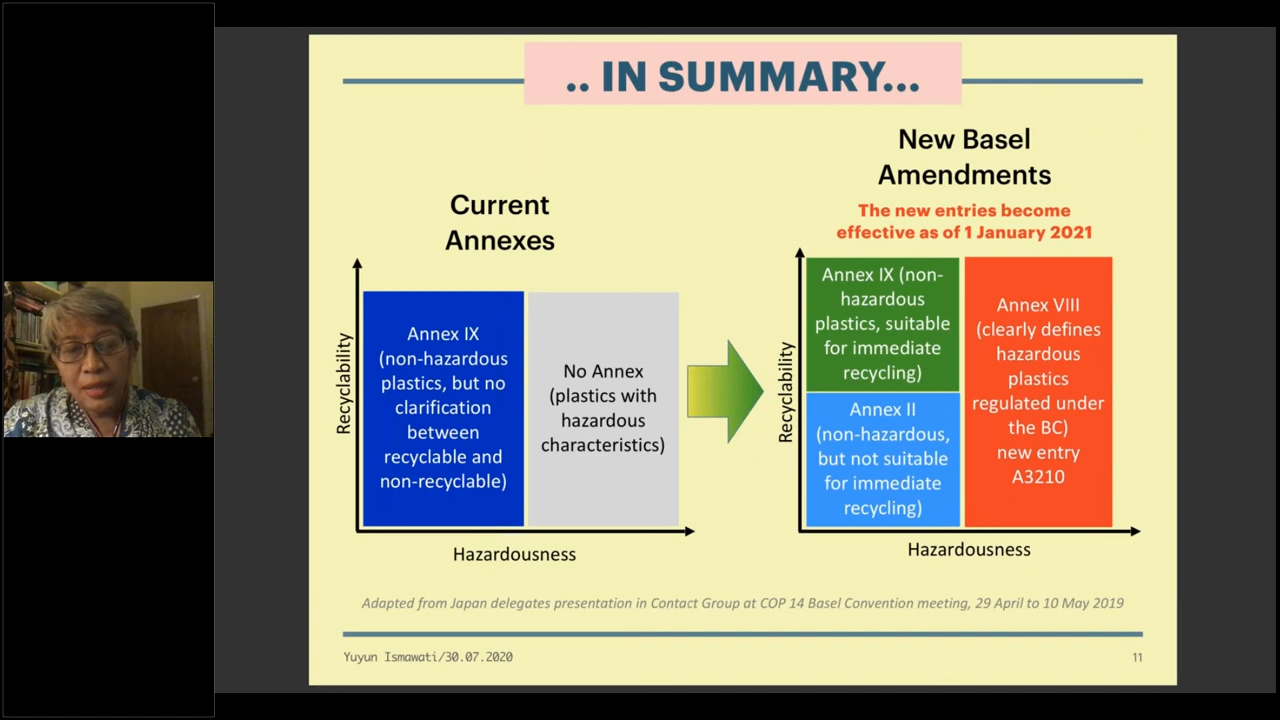 .. IN SUMMARY...
Current
Annexes
Recyclability
Annex IX
(non-hazardous
plastics, but no
clarification
between
recyclable and
non-recyclable)
No Annex
(plastics with
hazardous
characteristics)
Hazardousness
New Basel
Amendments
The new entries become
effective as of 1 January 2021
Recyclability
Annex IX (non-
hazardous
plastics, suitable
for immediate
recycling)
Annex II
(non-hazardous,
but not suitable
for immediate
recycling)
Annex VIII
(clearly defines
hazardous
plastics
regulated under
the BC)
new entry
A3210
Hazardousness
Adapted from Japan delegates presentation in Contact Group at COP 14 Basel Convention meeting, 29 April to 10 May 2019
Yuyun Ismawati/30.07.2020
11